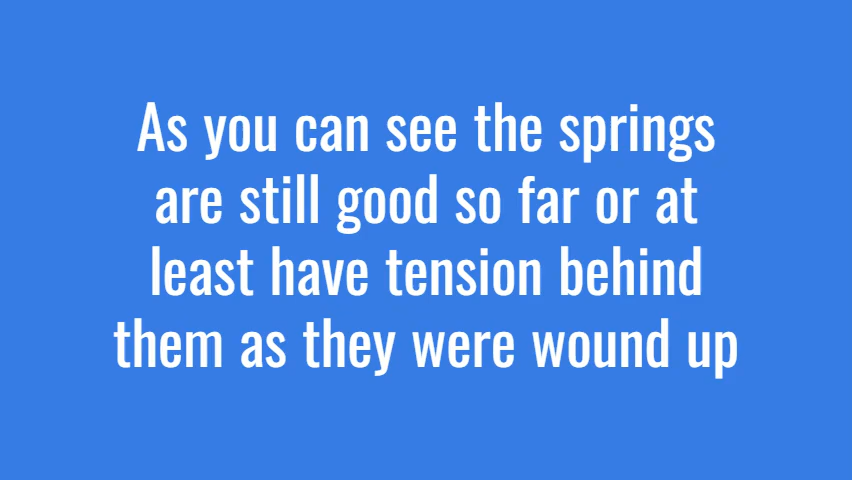 As you can see the springs
are still good so far or at
least have tension behind
them as they were wound up